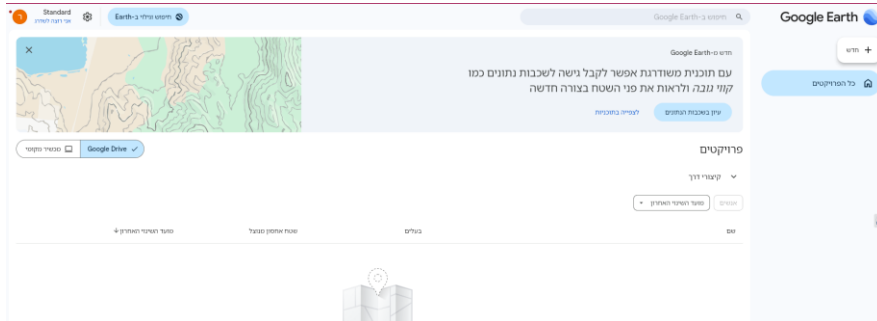 Google Earth
חיפוש ב-Google Earth
חיפוש וגילוי ב-Earth
Standard
אני רוצה לשדרג
ד
חדש
כל הפרויקטים
חדש מ-Google Earth
עם תוכנית משודרגת אפשר לקבל גישה לשכבות נתונים כמו
קווי גובה ולראות את פני השטח בצורה חדשה
עיון בשכבות הנתונים
לצפייה בתוכניות
פרויקטים
Google Drive
מכשיר מקומי
קיצורי דרך
אנשים
מועד השינוי האחרון
שם
בעלים
שטח אחסון מנוצל
מועד השינוי האחרון